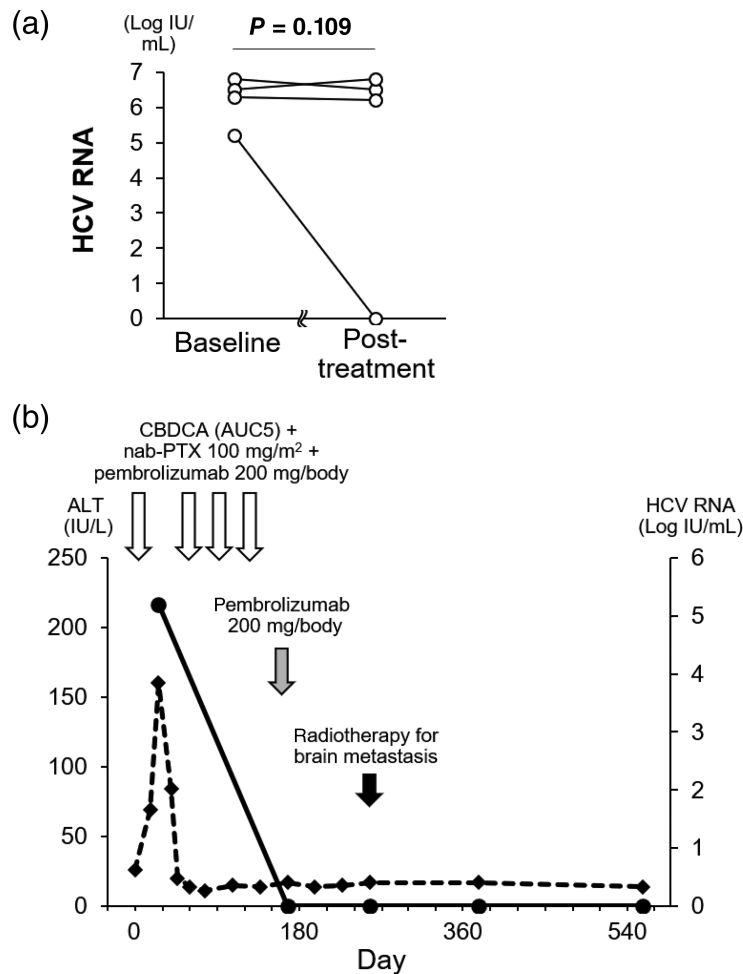 (a)
(Log IU/
mL)
P = 0.109
7
6
5
4
3
2
1
0
HCV RNA
Baseline
Post-
treatment
(b)
CBDCA (AUC5) +
nab-PTX 100 mg/m² +
pembrolizumab 200 mg/body
ALT
(IU/L)
HCV RNA
(Log IU/mL)
250
200
150
100
50
0
Pembrolizumab
200 mg/body
Radiotherapy for
brain metastasis
6
5
4
3
2
1
0
0 180 360 540
Day